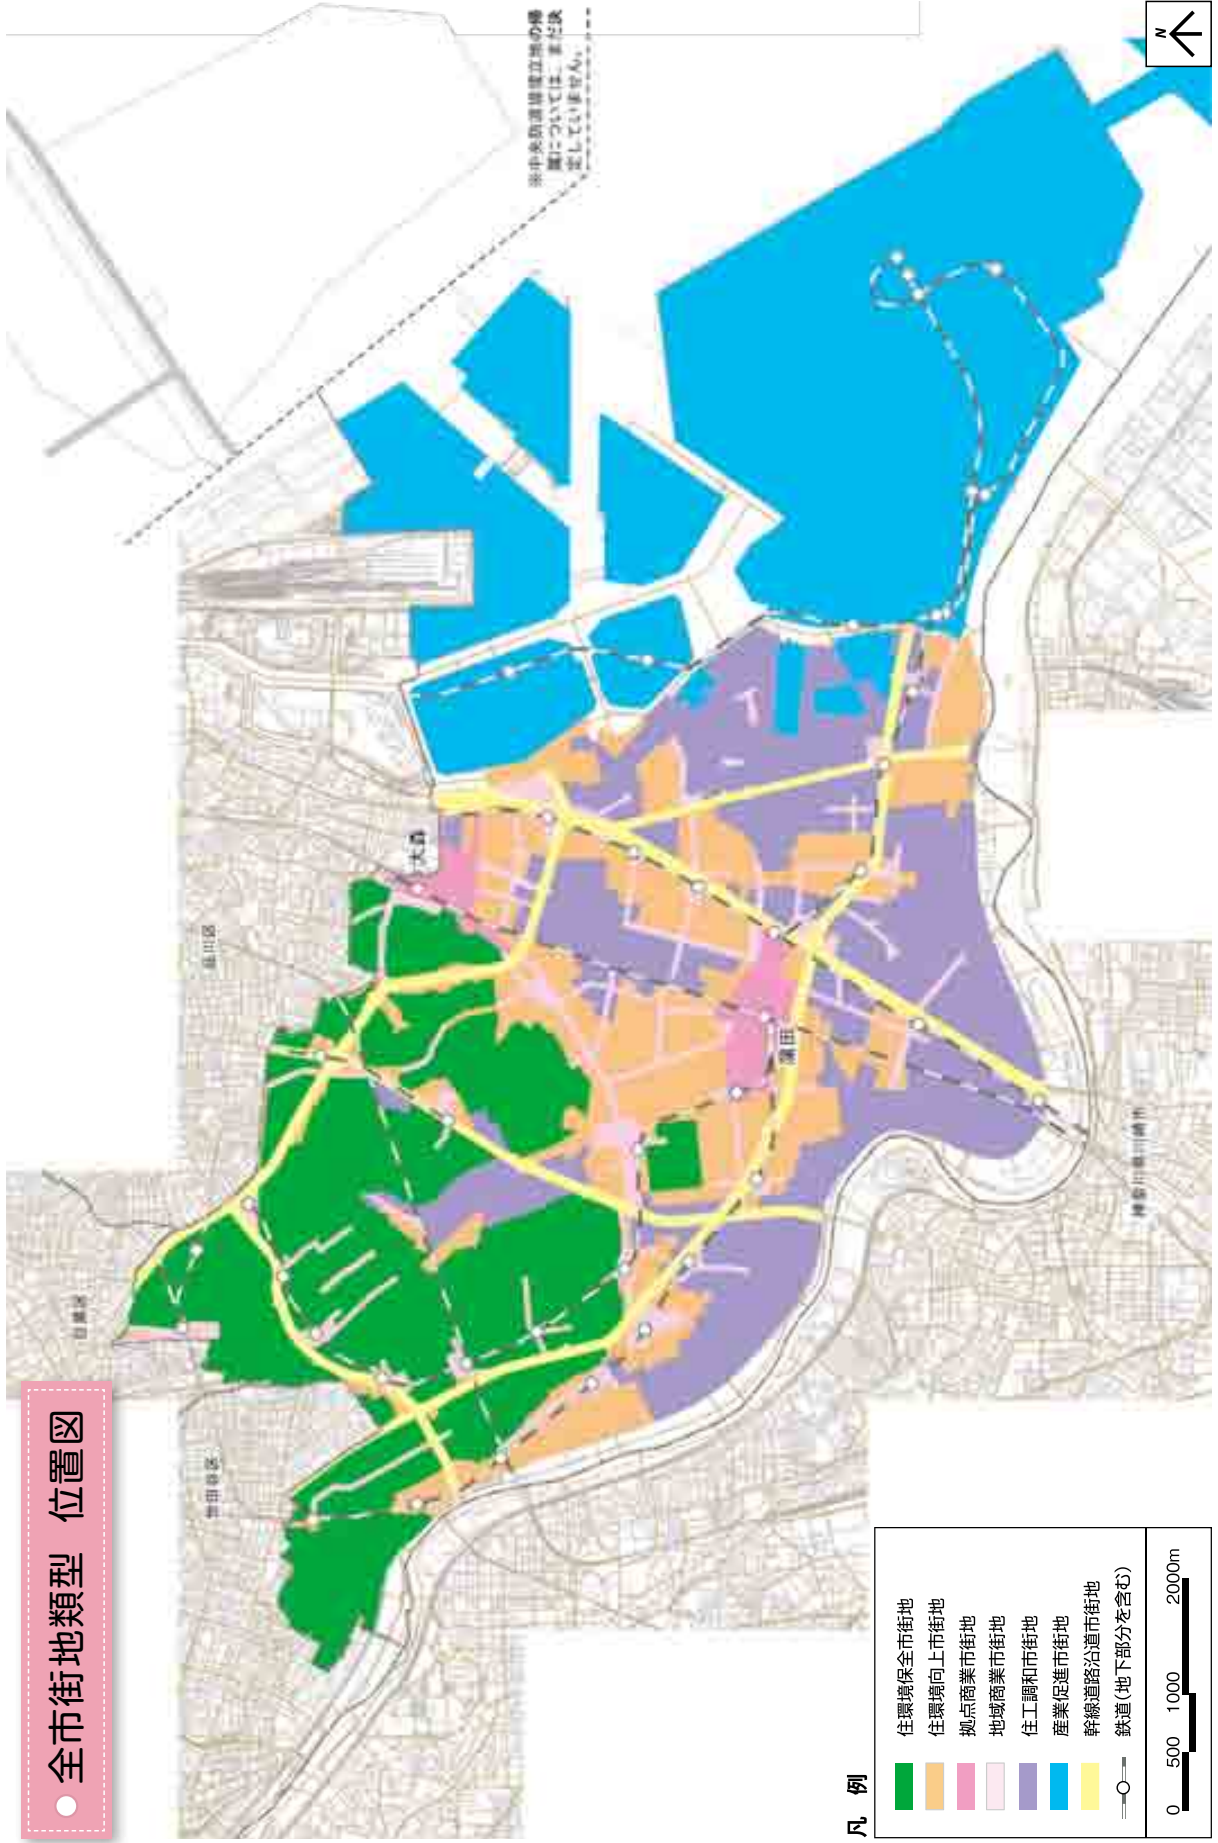 全市街地類型 位置図
※中央防波堤埋立地の帰
属については、まだ決
定していません。
N
目黒区
品川区
世田谷区
大森
蒲田
神奈川県川崎市
凡 例
住環境保全市街地
住環境向上市街地
拠点商業市街地
地域商業市街地
住工調和市街地
産業促進市街地
幹線道路沿道市街地
鉄道(地下部分を含む)
0 500 1000 2000m